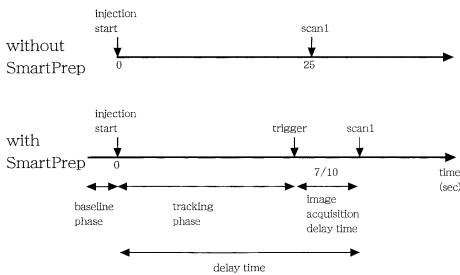 injection
start
scan1
without
SmartPrep
0
25
injection
start
trigger
scan1
with
SmartPrep
0
7/10
time
(sec)
baseline
phase
tracking
phase
image
acquisition
delay time
delay time